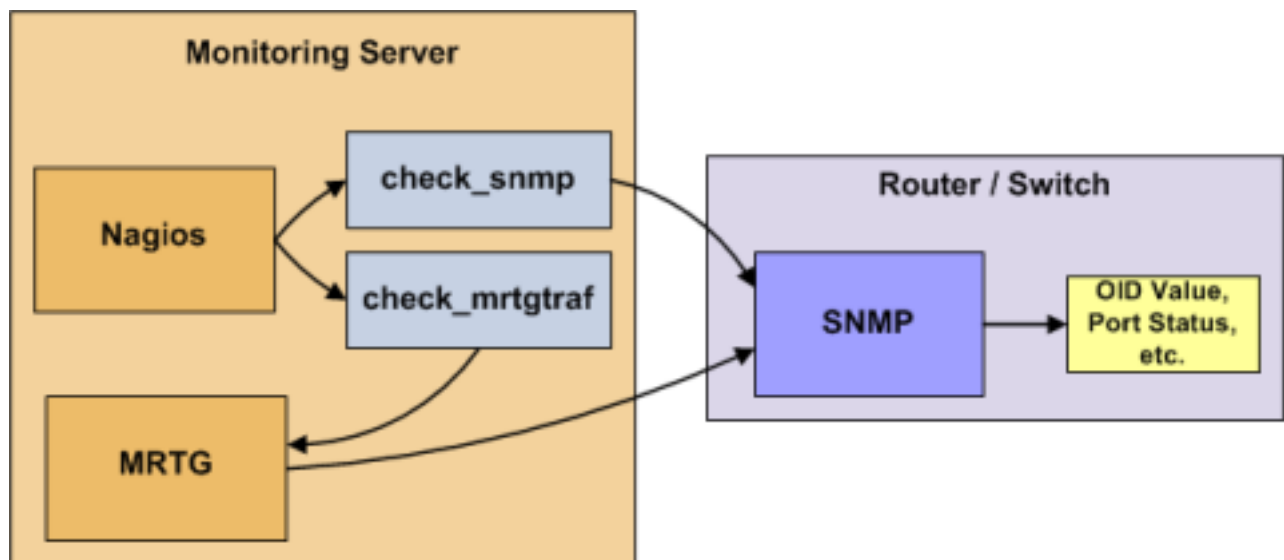 Monitoring Server
Nagios
check_snmp
check_mrtgtraf
MRTG
Router / Switch
SNMP
OID Value,
Port Status,
etc.